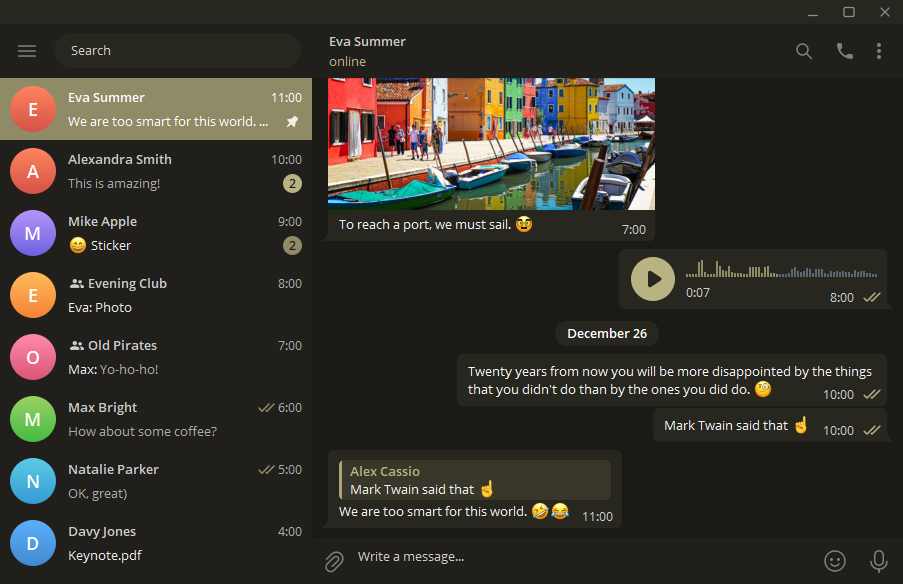 Search
E
Eva Summer 11:00
We are too smart for this world. ...
A
Alexandra Smith 10:00
This is amazing! 2
M
Mike Apple 9:00
😄 Sticker 2
E
Evening Club 8:00
Eva: Photo
O
Old Pirates 7:00
Max: Yo-ho-ho!
M
Max Bright 6:00
How about some coffee?
N
Natalie Parker 5:00
OK, great)
D
Davy Jones 4:00
Keynote.pdf
Eva Summer
online
To reach a port, we must sail. 🥸
7:00
0:07
8:00
December 26
Twenty years from now you will be more disappointed by the things
that you didn't do than by the ones you did do. 🧐
10:00
Mark Twain said that ☝
10:00
Alex Cassio
Mark Twain said that ☝
We are too smart for this world. 🤣😂
11:00
Write a message...